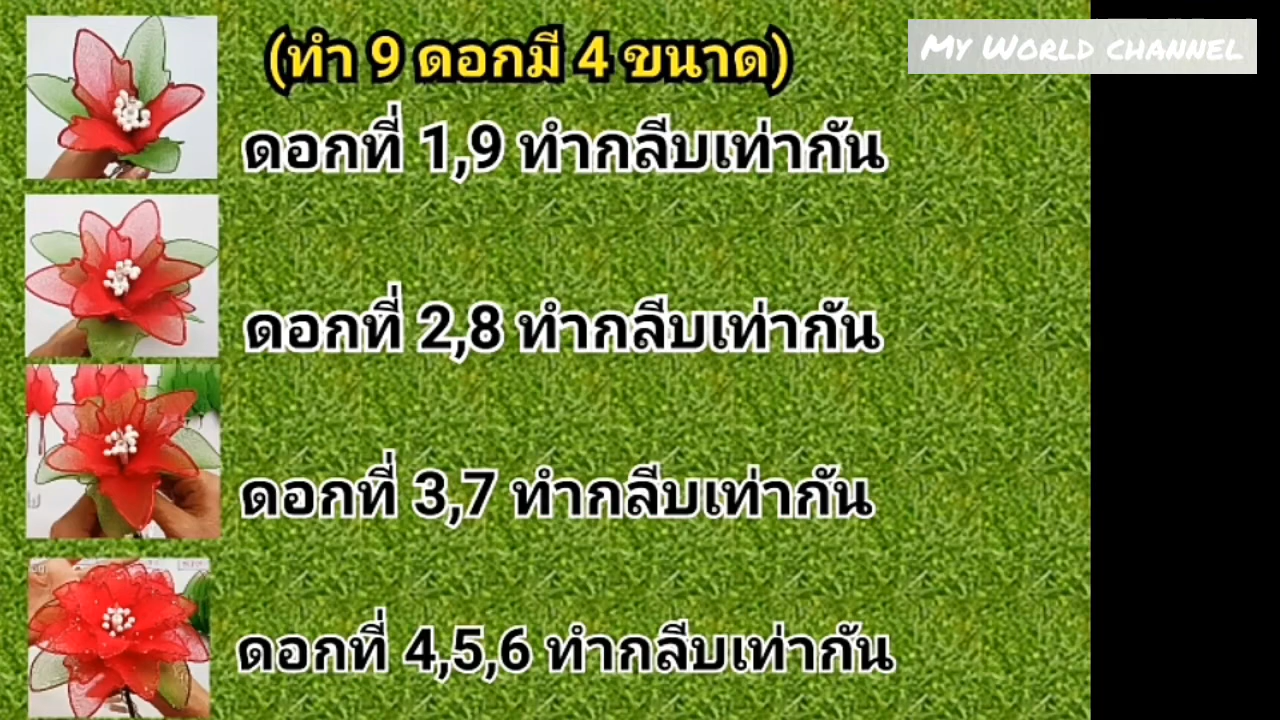 (ทำ 9 ดอกมี 4 ขนาด)
My World channel
ดอกที่ 1,9 ทำกลีบเท่ากัน
ดอกที่ 2,8 ทำกลีบเท่ากัน
ดอกที่ 3,7 ทำกลีบเท่ากัน
ดอกที่ 4,5,6 ทำกลีบเท่ากัน